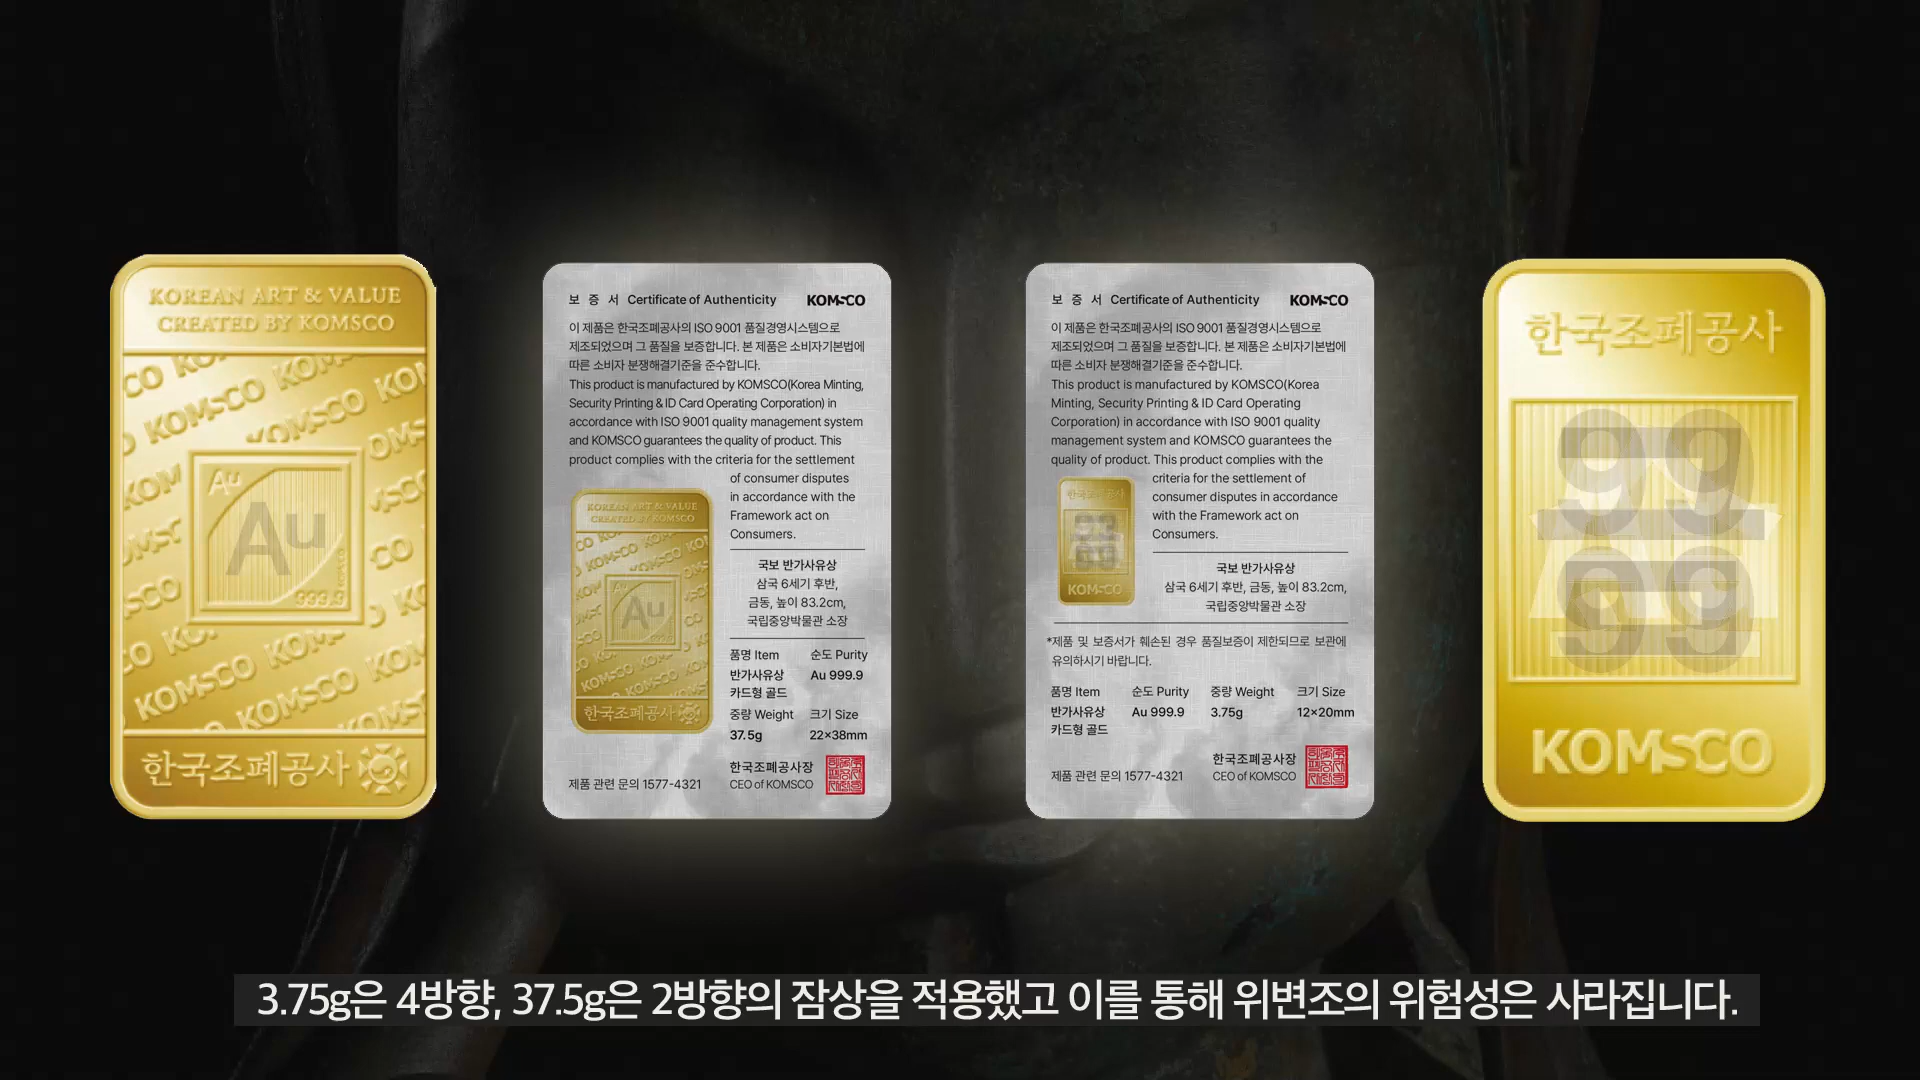 KOREAN ART & VALUE
CREATED BY KOMSCO
KOMSCO
Au
Au
999.9
한국조폐공사
보 증 서 Certificate of Authenticity KOMSCO
이 제품은 한국조폐공사의 ISO 9001 품질경영시스템으로
제조되었으며 그 품질을 보증합니다. 본 제품은 소비자기본법에
따른 소비자 분쟁해결기준을 준수합니다.
This product is manufactured by KOMSCO(Korea Minting,
Security Printing & ID Card Operating Corporation) in
accordance with ISO 9001 quality management system
and KOMSCO guarantees the quality of product. This
product complies with the criteria for the settlement
of consumer disputes
in accordance with the
Framework act on
Consumers.
KOREAN ART & VALUE
CREATED BY KOMSCO
KOMSCO
Au
한국조폐공사
국보 반가사유상
삼국 6세기 후반,
금동, 높이 83.2cm,
국립중앙박물관 소장
품명 Item 순도 Purity
반가사유상 Au 999.9
카드형 골드
중량 Weight 크기 Size
37.5g 22×38mm
한국조폐공사장
제품 관련 문의 1577-4321 CEO of KOMSCO
보 증 서 Certificate of Authenticity KOMSCO
이 제품은 한국조폐공사의 ISO 9001 품질경영시스템으로
제조되었으며 그 품질을 보증합니다. 본 제품은 소비자기본법에
따른 소비자 분쟁해결기준을 준수합니다.
This product is manufactured by KOMSCO(Korea
Minting, Security Printing & ID Card Operating
Corporation) in accordance with ISO 9001 quality
management system and KOMSCO guarantees the
quality of product. This product complies with the
criteria for the settlement of
consumer disputes in accordance
with the Framework act on
Consumers.
한국조폐공사
KOMSCO
국보 반가사유상
삼국 6세기 후반, 금동, 높이 83.2cm,
국립중앙박물관 소장
*제품 및 보증서가 훼손된 경우 품질보증이 제한되므로 보관에
유의하시기 바랍니다.
품명 Item 순도 Purity 중량 Weight 크기 Size
반가사유상 Au 999.9 3.75g 12×20mm
카드형 골드
한국조폐공사장
제품 관련 문의 1577-4321 CEO of KOMSCO
한국조폐공사
99
99
KOMSCO
3.75g은 4방향, 37.5g은 2방향의 잠상을 적용했고 이를 통해 위변조의 위험성은 사라집니다.